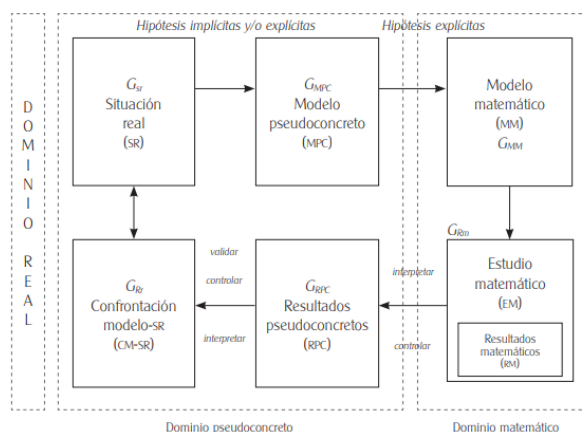 Hipótesis implícitas y/o explícitas
Hipótesis explícitas
DOMINIO REAL
Gsr
Situación
real
(SR)
GMPC
Modelo
pseudoconcreto
(MPC)
Modelo
matemático
(MM)
GMM
GRr
Confrontación
modelo-SR
(CM-SR)
validar
controlar
interpretar
GRPC
Resultados
pseudoconcretos
(RPC)
interpretar
controlar
GRm
Estudio
matemático
(EM)
Resultados
matemáticos
(RM)
Dominio pseudoconcreto
Dominio matemático